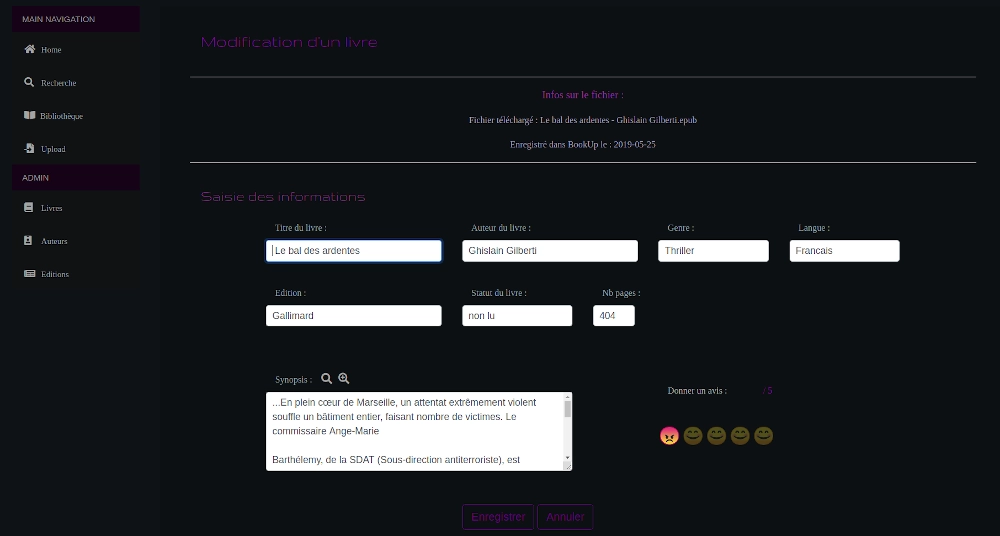 MAIN NAVIGATION
Home
Recherche
Bibliothèque
Upload
ADMIN
Livres
Auteurs
Editions
Modification d'un livre
Infos sur le fichier :
Fichier téléchargé : Le bal des ardentes - Ghislain Gilberti.epub
Enregistré dans BookUp le : 2019-05-25
Saisie des informations
Titre du livre : Auteur du livre : Genre : Langue :
Le bal des ardentes Ghislain Gilberti Thriller Francais
Edition : Statut du livre : Nb pages :
Gallimard non lu 404
Synopsis : Donner un avis : / 5
...En plein cœur de Marseille, un attentat extrêmement violent
souffle un bâtiment entier, faisant nombre de victimes. Le
commissaire Ange-Marie
Barthélemy, de la SDAT (Sous-direction antiterroriste), est
Enregistrer Annuler